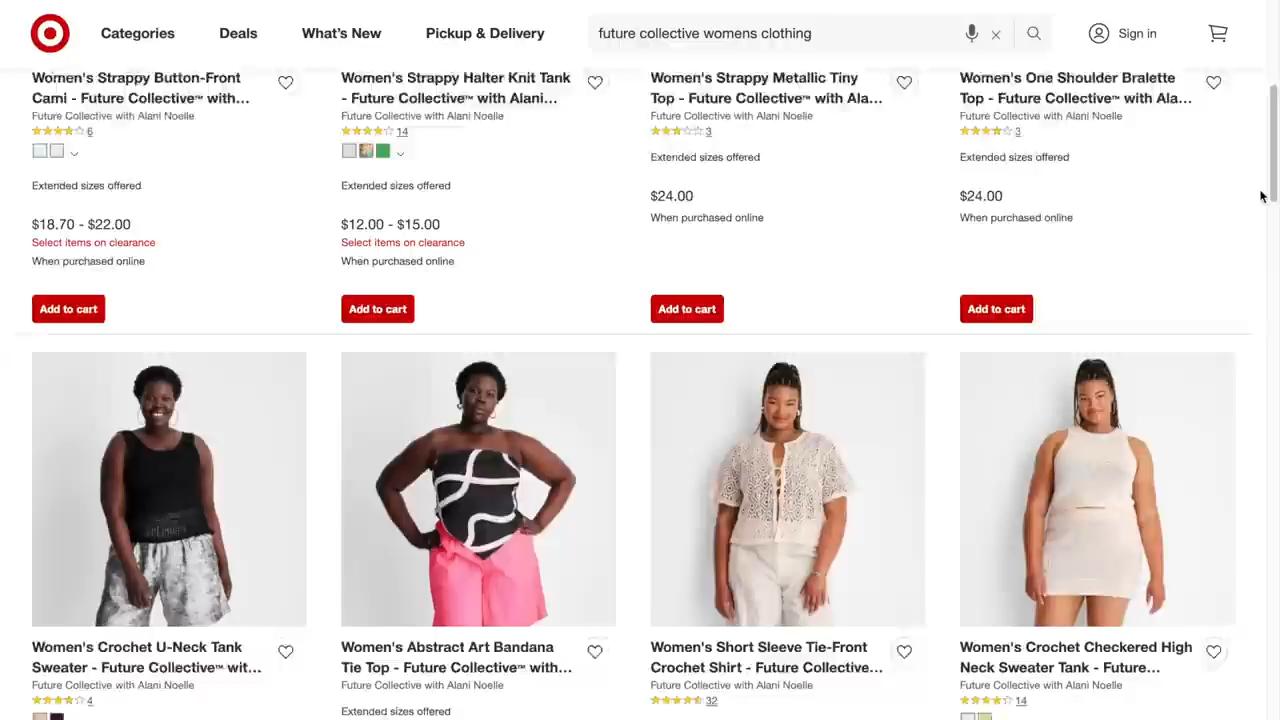 Categories
Deals
What's New
Pickup & Delivery
future collective womens clothing
Sign in
Women's Strappy Button-Front
Cami - Future Collective™ with...
Future Collective with Alani Noelle
6
Extended sizes offered
$18.70 - $22.00
Select items on clearance
When purchased online
Add to cart
Women's Strappy Halter Knit Tank
- Future Collective™ with Alani...
Future Collective with Alani Noelle
14
Extended sizes offered
$12.00 - $15.00
Select items on clearance
When purchased online
Add to cart
Women's Strappy Metallic Tiny
Top - Future Collective™ with Ala...
Future Collective with Alani Noelle
3
Extended sizes offered
$24.00
When purchased online
Add to cart
Women's One Shoulder Bralette
Top - Future Collective™ with Ala...
Future Collective with Alani Noelle
3
Extended sizes offered
$24.00
When purchased online
Add to cart
Women's Crochet U-Neck Tank
Sweater - Future Collective™ wit...
Future Collective with Alani Noelle
4
Women's Abstract Art Bandana
Tie Top - Future Collective™ with...
Future Collective with Alani Noelle
Extended sizes offered
Women's Short Sleeve Tie-Front
Crochet Shirt - Future Collective...
Future Collective with Alani Noelle
32
Women's Crochet Checkered High
Neck Sweater Tank - Future...
Future Collective with Alani Noelle
14